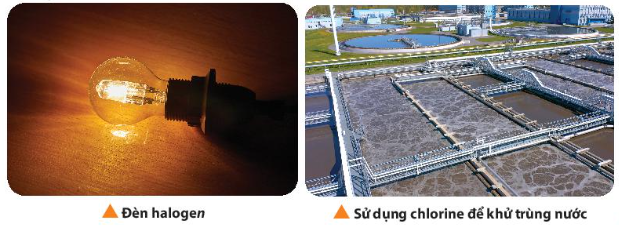 Đèn halogen
Sử dụng chlorine để khử trùng nước